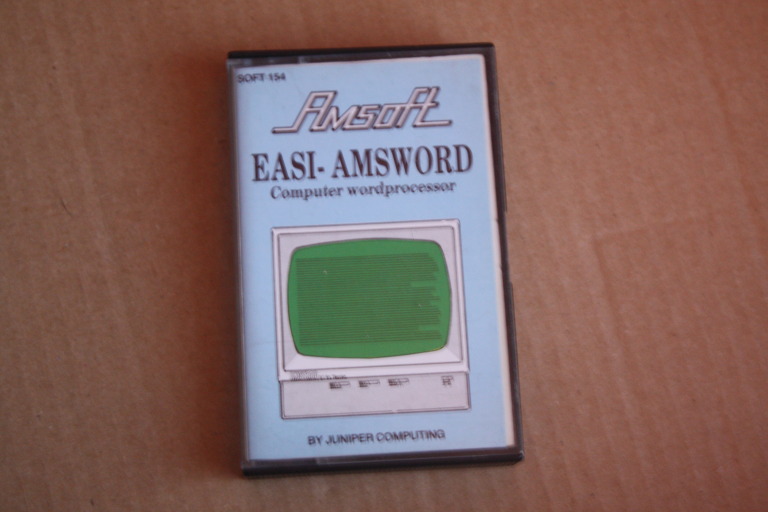 SOFT 154
Amsoft
EASI-AMSWORD
Computer wordprocessor
BY JUNIPER COMPUTING